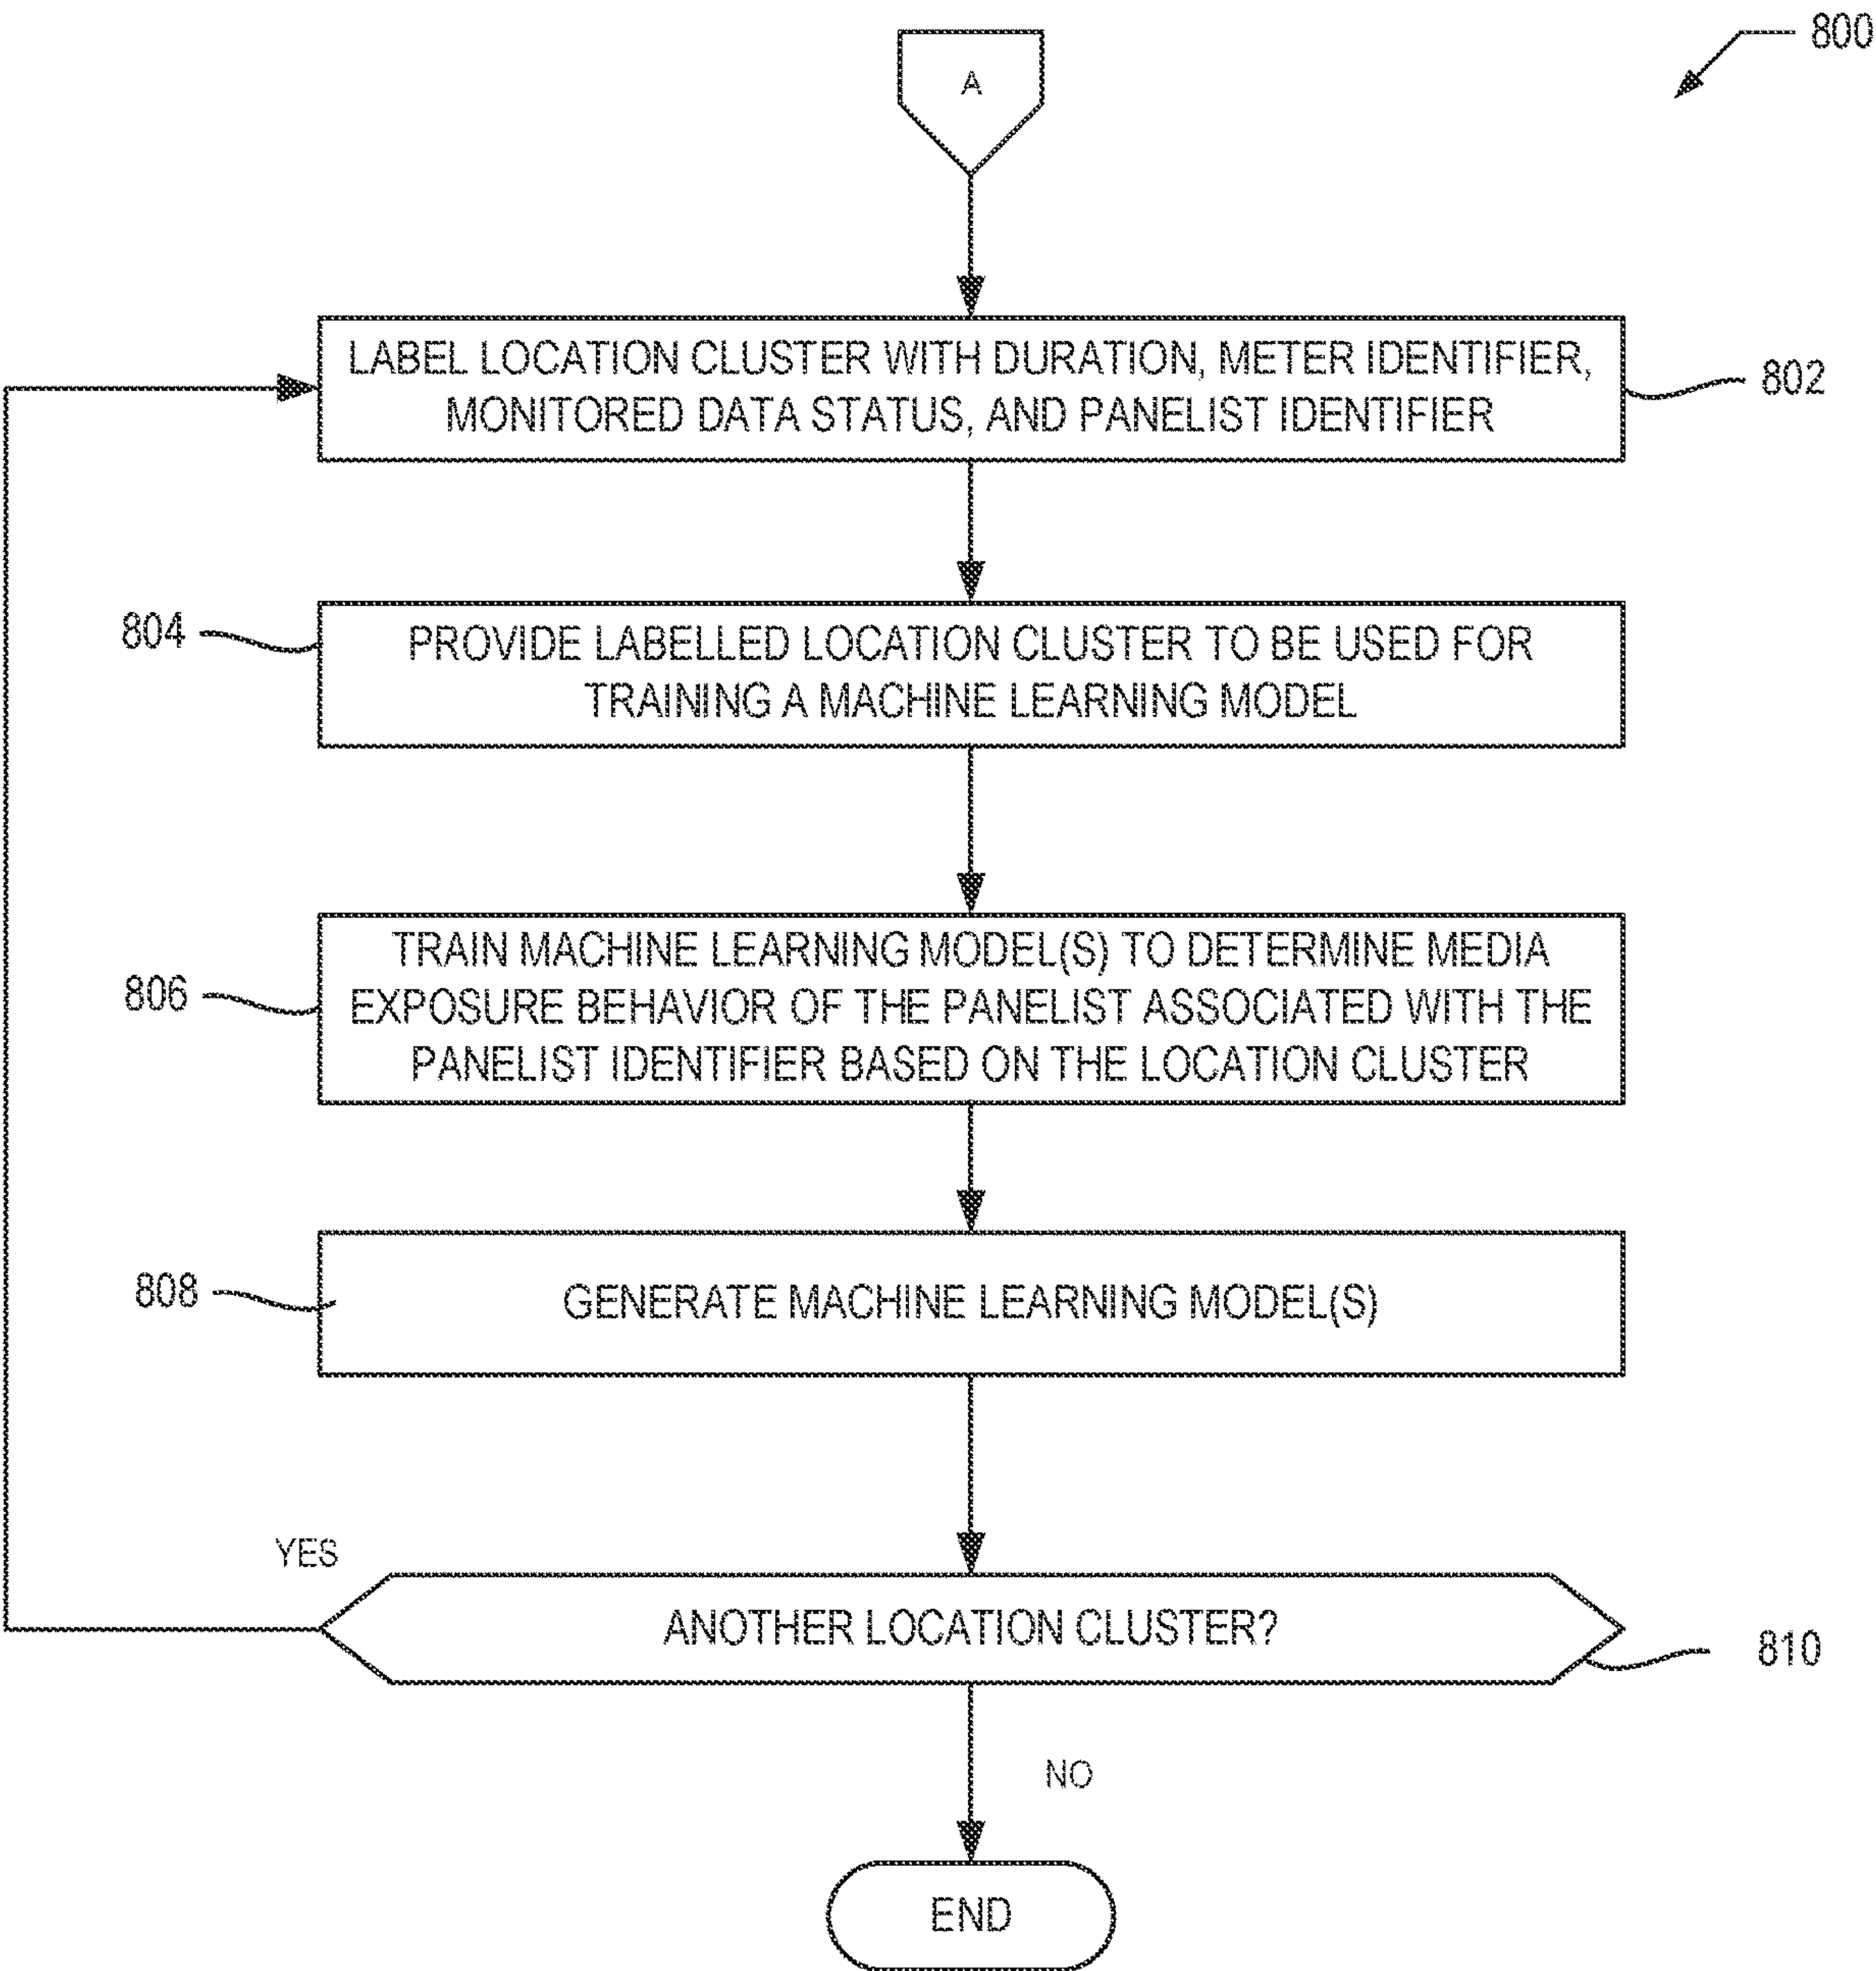 800
A
LABEL LOCATION CLUSTER WITH DURATION, METER IDENTIFIER,
MONITORED DATA STATUS, AND PANELIST IDENTIFIER
802
804
PROVIDE LABELLED LOCATION CLUSTER TO BE USED FOR
TRAINING A MACHINE LEARNING MODEL
806
TRAIN MACHINE LEARNING MODEL(S) TO DETERMINE MEDIA
EXPOSURE BEHAVIOR OF THE PANELIST ASSOCIATED WITH THE
PANELIST IDENTIFIER BASED ON THE LOCATION CLUSTER
808
GENERATE MACHINE LEARNING MODEL(S)
YES
ANOTHER LOCATION CLUSTER?
810
NO
END